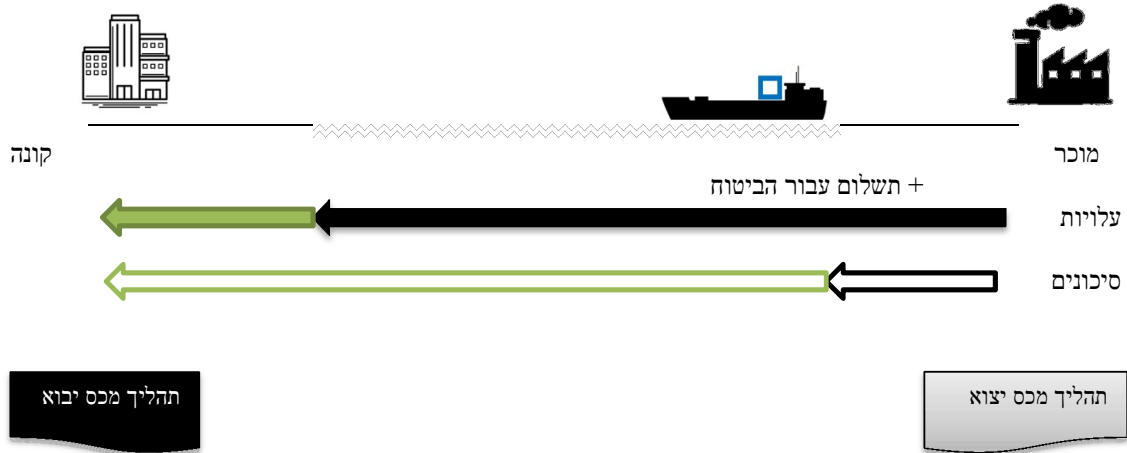 מוכר
קונה
+ תשלום עבור הביטוח
עלויות
סיכונים
תהליך מכס יצוא
תהליך מכס יבוא